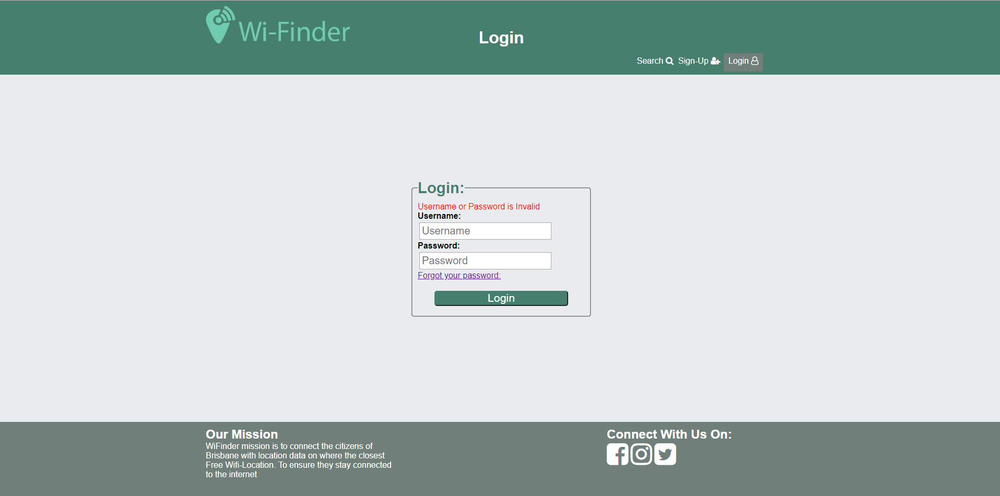 Wi-Finder
Login
Search
Sign-Up
Login
Login:
Username or Password is Invalid
Username:
Username
Password:
Password
Forgot your password:
Login
Our Mission
WiFinder mission is to connect the citizens of
Brisbane with location data on where the closest
Free Wifi-Location. To ensure they stay connected
to the internet
Connect With Us On: